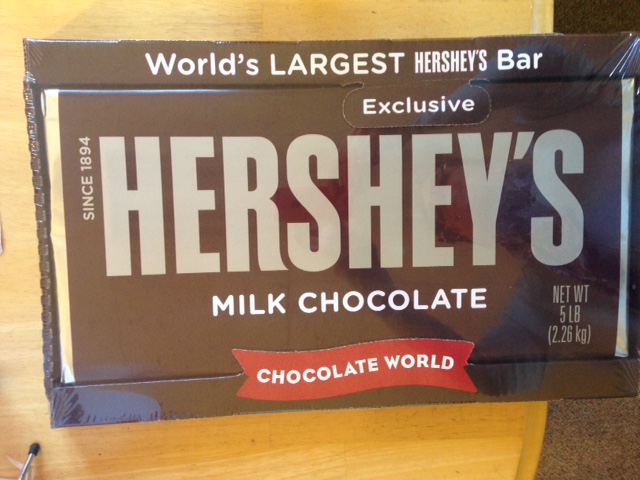 World's LARGEST HERSHEY'S Bar
Exclusive
SINCE 1894
HERSHEY'S
MILK CHOCOLATE
NET WT
5 LB
(2.26 kg)
CHOCOLATE WORLD